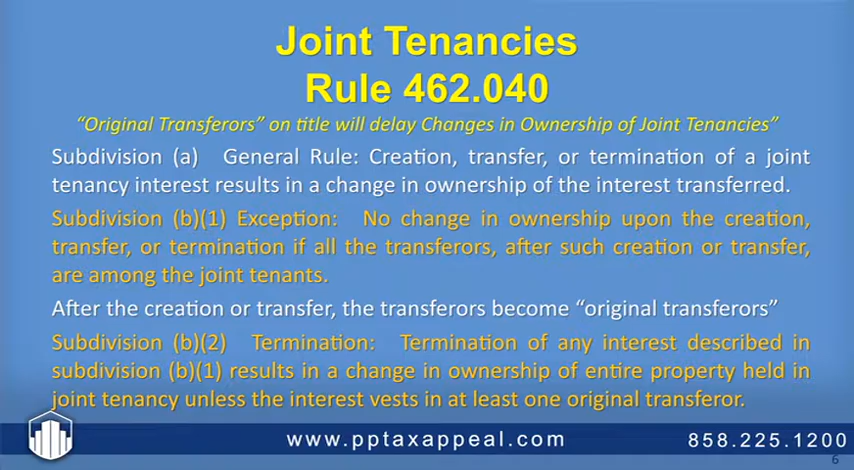 Joint Tenancies
Rule 462.040
“Original Transferors” on title will delay Changes in Ownership of Joint Tenancies”
Subdivision (a) General Rule: Creation, transfer, or termination of a joint
tenancy interest results in a change in ownership of the interest transferred.
Subdivision (b)(1) Exception: No change in ownership upon the creation,
transfer, or termination if all the transferors, after such creation or transfer,
are among the joint tenants.
After the creation or transfer, the transferors become “original transferors”
Subdivision (b)(2) Termination: Termination of any interest described in
subdivision (b)(1) results in a change in ownership of entire property held in
joint tenancy unless the interest vests in at least one original transferor.
www.pptaxappeal.com
858.225.1200
6